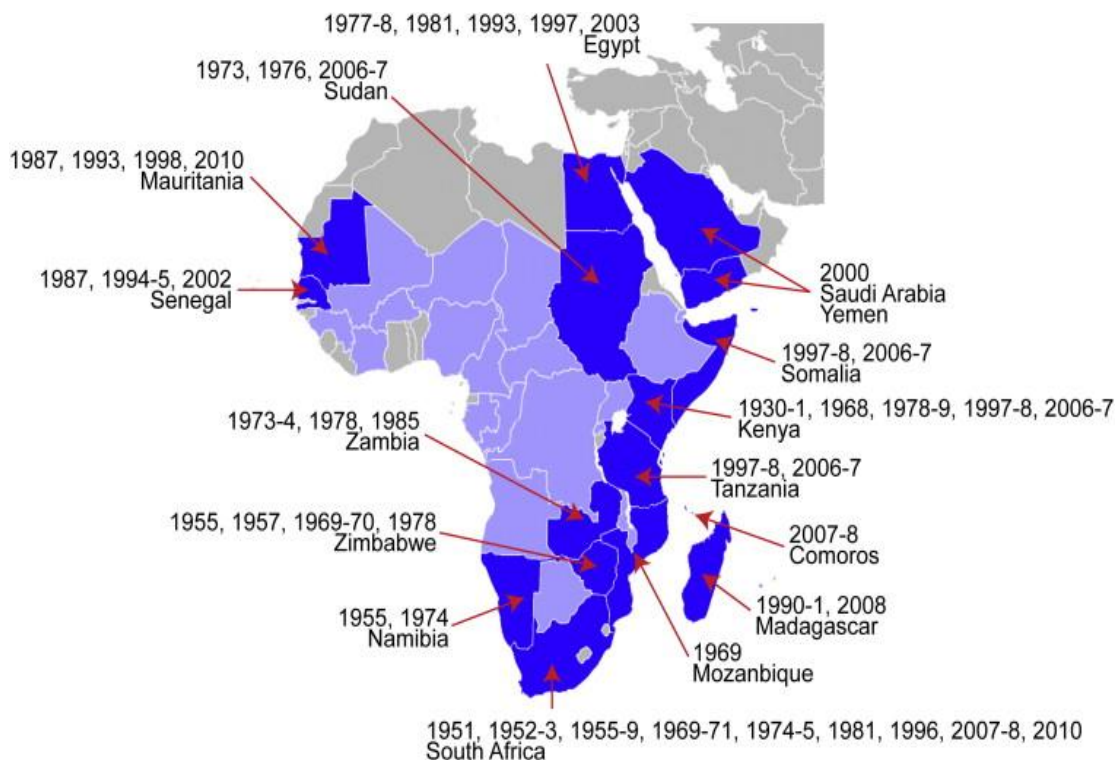 1977-8, 1981, 1993, 1997, 2003
Egypt
1973, 1976, 2006-7
Sudan
1987, 1993, 1998, 2010
Mauritania
1987, 1994-5, 2002
Senegal
2000
Saudi Arabia
Yemen
1997-8, 2006-7
Somalia
1930-1, 1968, 1978-9, 1997-8, 2006-7
Kenya
1973-4, 1978, 1985
Zambia
1997-8, 2006-7
Tanzania
1955, 1957, 1969-70, 1978
Zimbabwe
2007-8
Comoros
1955, 1974
Namibia
1990-1, 2008
Madagascar
1969
Mozanbique
1951, 1952-3, 1955-9, 1969-71, 1974-5, 1981, 1996, 2007-8, 2010
South Africa